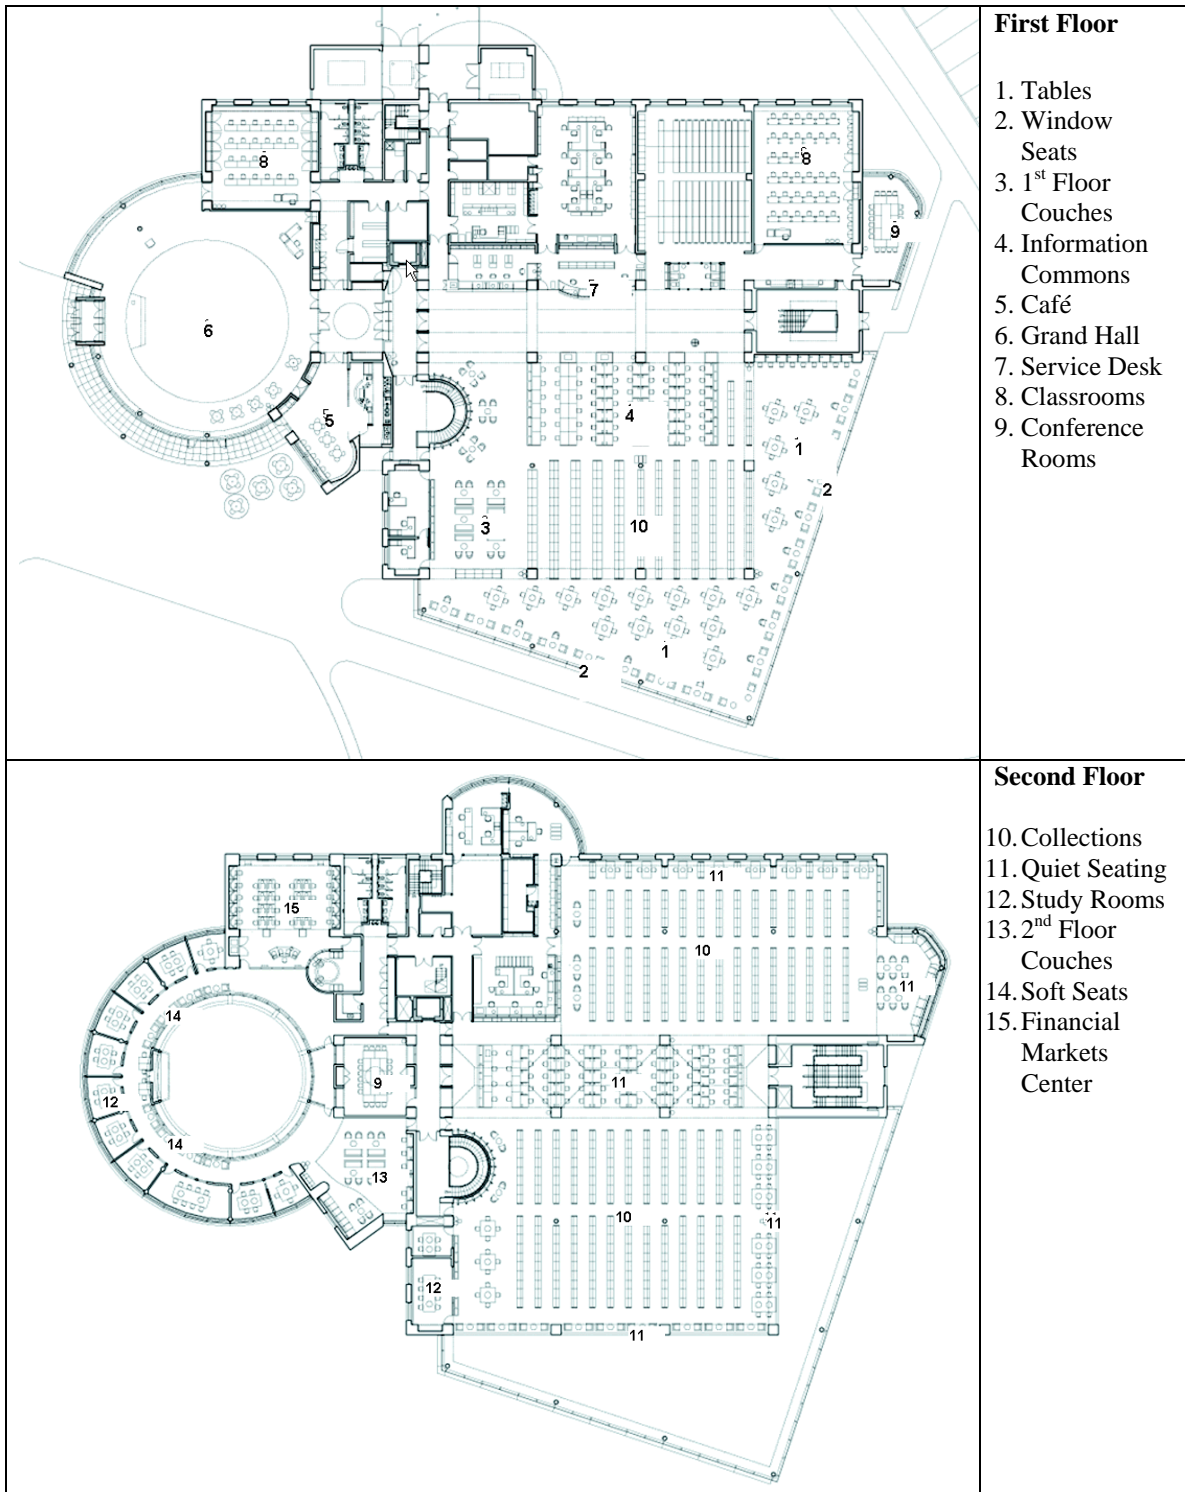 First Floor
1. Tables
2. Window
Seats
3. 1st Floor
Couches
4. Information
Commons
5. Café
6. Grand Hall
7. Service Desk
8. Classrooms
9. Conference
Rooms
8
8
9
7
6
5
4
1
2
3
10
1
2
Second Floor
10. Collections
11. Quiet Seating
12. Study Rooms
13. 2nd Floor
Couches
14. Soft Seats
15. Financial
Markets
Center
11
15
10
11
14
9
11
12
14
13
10
11
12
11